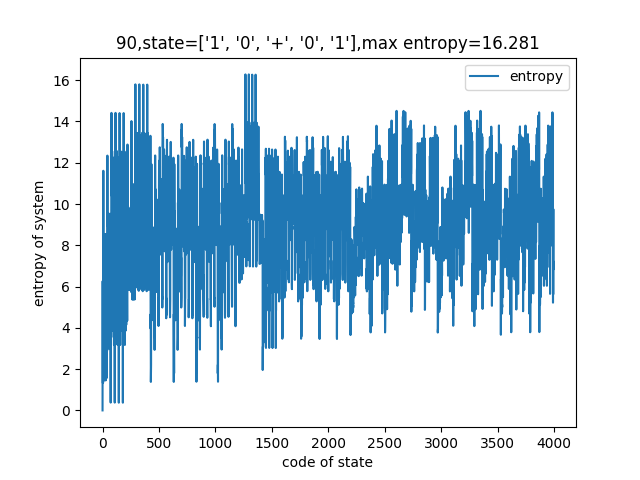 90,state=['1', '0', '+', '0', '1'],max entropy=16.281
entropy
16
14
12
10
8
6
4
2
0
entropy of system
0 500 1000 1500 2000 2500 3000 3500 4000
code of state